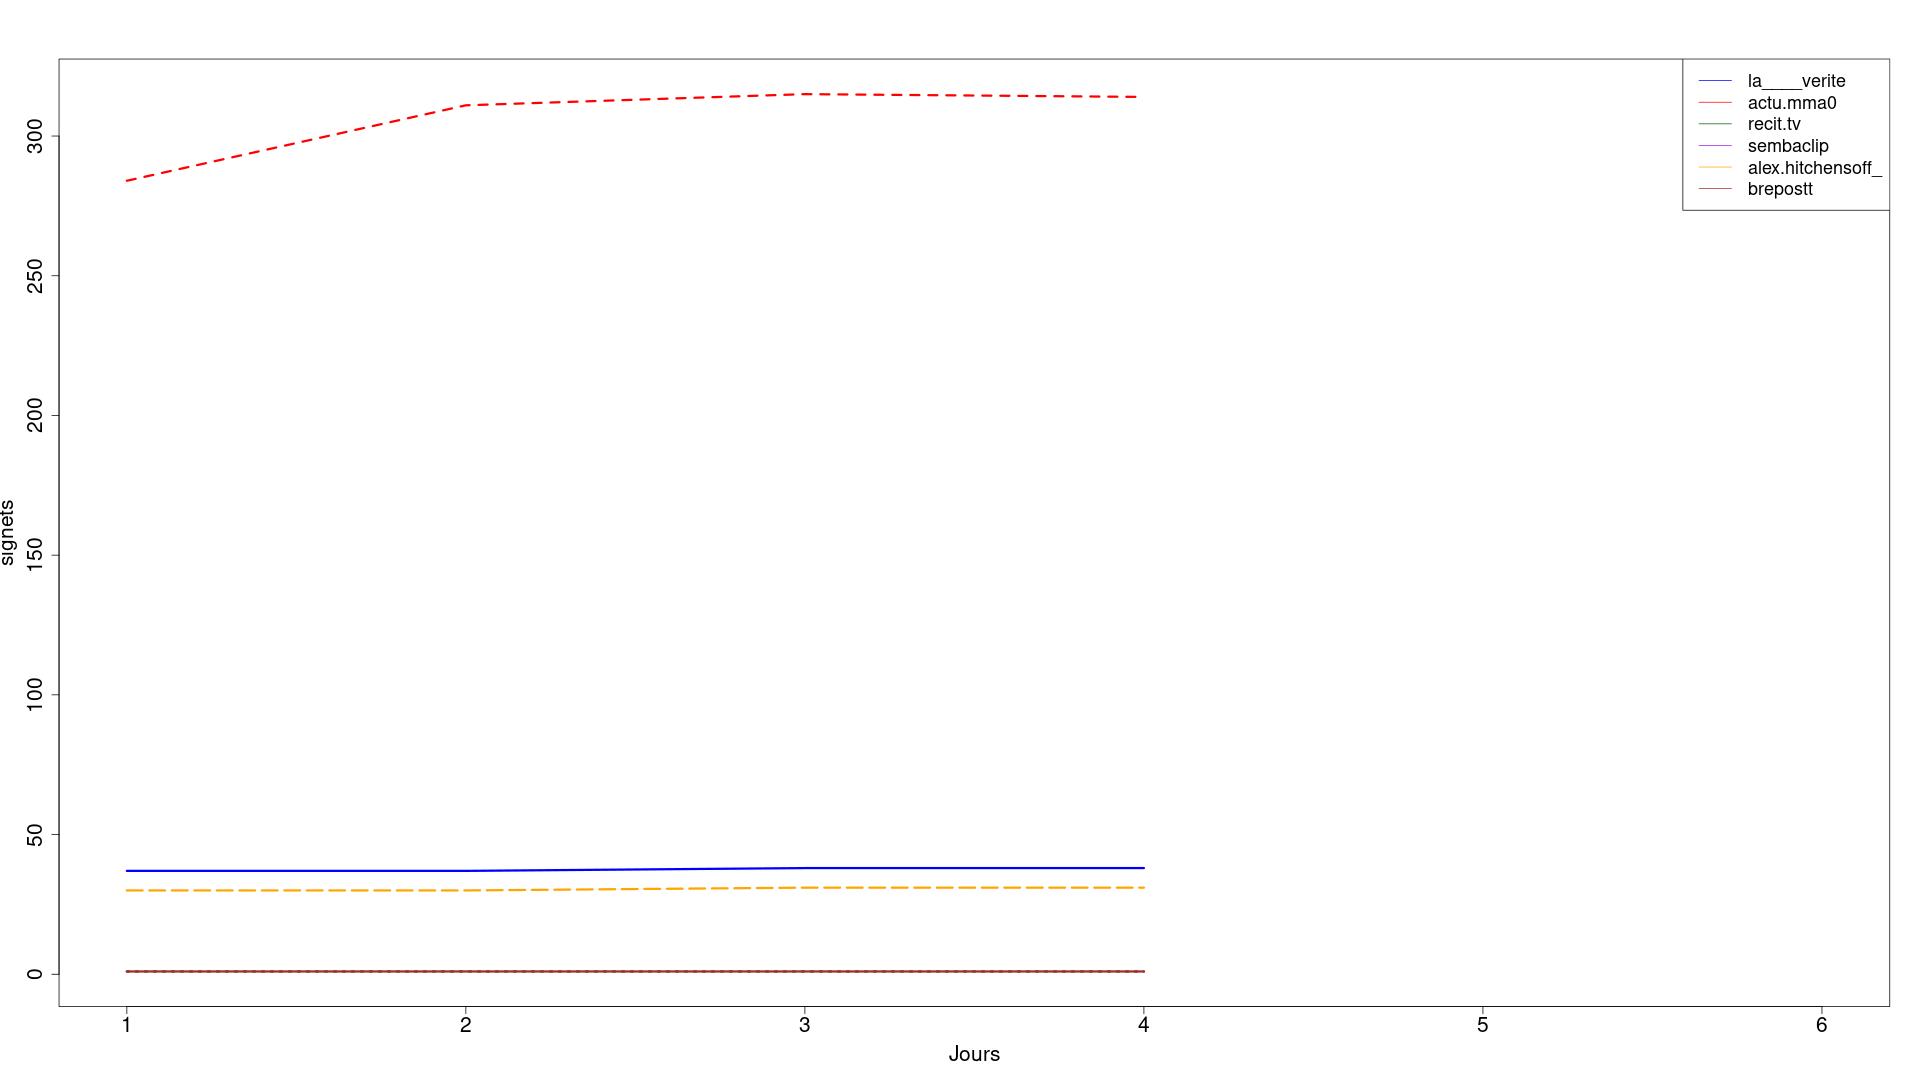 la____verite
actu.mma0
recit.tv
sembaclip
alex.hitchensoff_
brepostt
300
250
200
150
100
50
0
signets
1 2 3 4 5 6
Jours